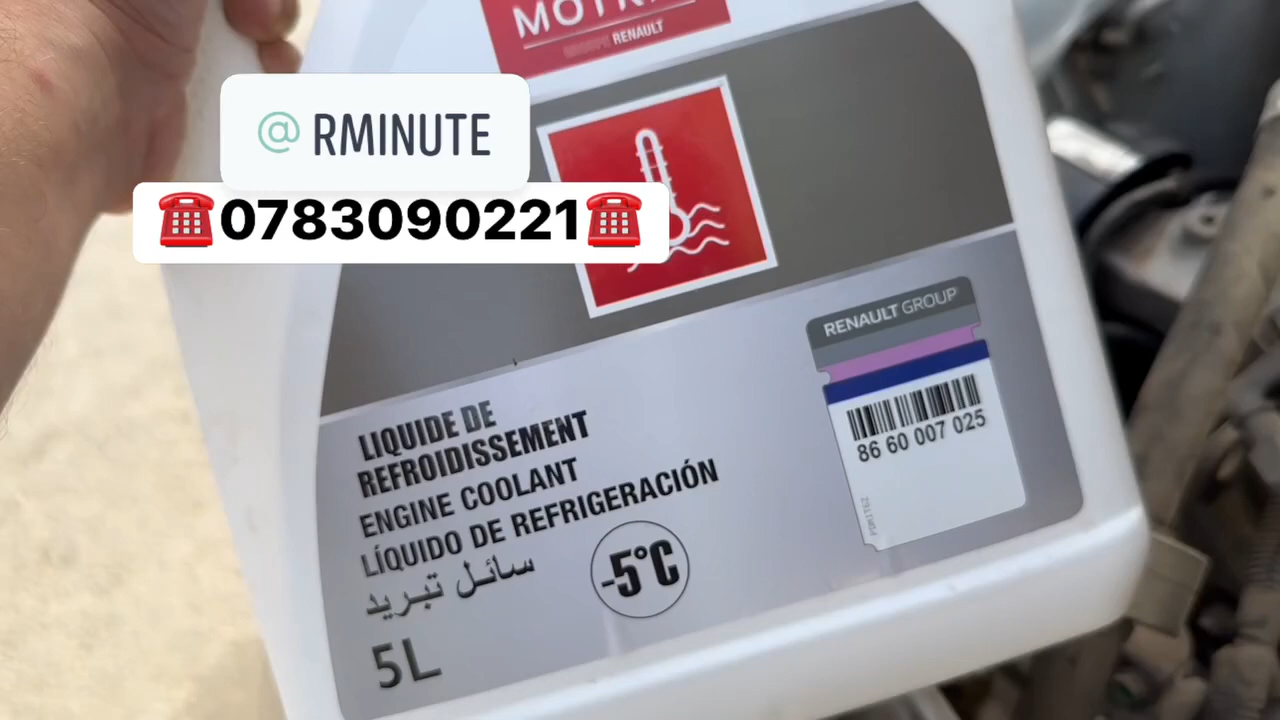 RENAULT
@ RMINUTE
☎️0783090221☎️
RENAULT GROUP
86 60 007 025
LIQUIDE DE
REFROIDISSEMENT
ENGINE COOLANT
LÍQUIDO DE REFRIGERACIÓN
سائل تبريد
-5°C
5L